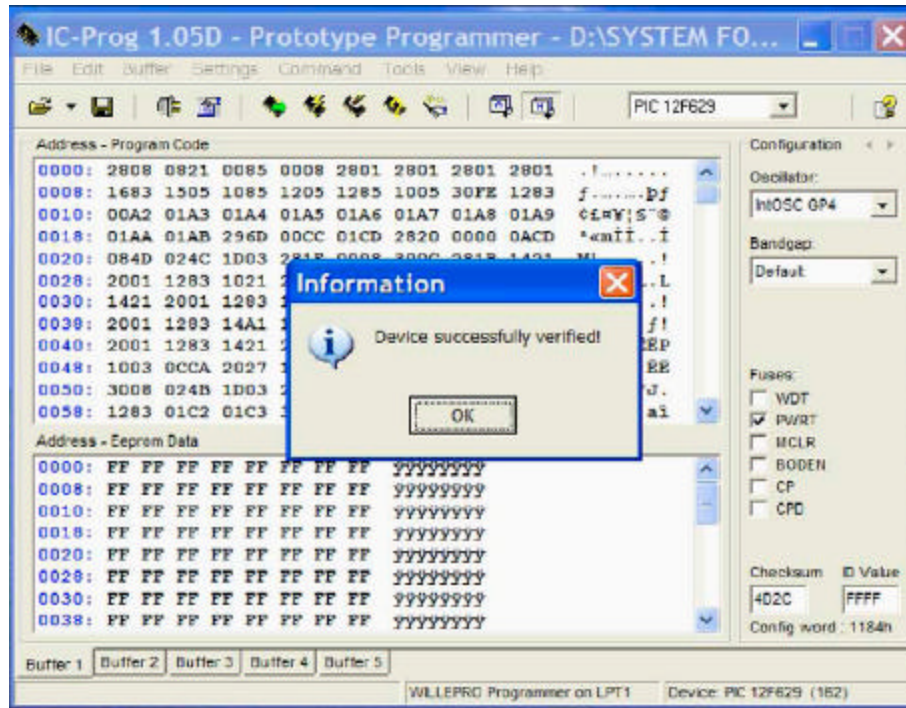 IC-Prog 1.05D - Prototype Programmer - D:\SYSTEM FO...
File Edit Buffer Settings Command Tools View Help
PIC 12F629
Address - Program Code
0000: 2808 0821 0085 0008 2801 2801 2801 2801
0008: 1683 1505 1085 1205 1285 1005 30FE 1283
0010: 00A2 01A3 01A4 01A5 01A6 01A7 01A8 01A9
0018: 01AA 01AB 296D 00CC 01CD 2820 0000 0ACD
0020: 084D 024C 1D03
0028: 2001 1283 1021
0030: 1421 2001 1283
0038: 2001 1283 14A1
0040: 2001 1283 1421
0048: 1003 0CCA 2027
0050: 3008 024B 1D03
0058: 1283 01C2 01C3
Information
Device successfully verified!
OK
Address - Eeprom Data
0000: FF FF FF FF FF FF FF FF ÿÿÿÿÿÿÿÿ
0008: FF FF FF FF FF FF FF FF ÿÿÿÿÿÿÿÿ
0010: FF FF FF FF FF FF FF FF ÿÿÿÿÿÿÿÿ
0018: FF FF FF FF FF FF FF FF ÿÿÿÿÿÿÿÿ
0020: FF FF FF FF FF FF FF FF ÿÿÿÿÿÿÿÿ
0028: FF FF FF FF FF FF FF FF ÿÿÿÿÿÿÿÿ
0030: FF FF FF FF FF FF FF FF ÿÿÿÿÿÿÿÿ
0038: FF FF FF FF FF FF FF FF ÿÿÿÿÿÿÿÿ
Configuration
Oscillator:
IntOSC GP4
Bandgap:
Default
Fuses:
WDT
PWRT
MCLR
BODEN
CP
CPD
Checksum ID Value
4D2C FFFF
Config word : 1184h
Buffer 1 Buffer 2 Buffer 3 Buffer 4 Buffer 5
WILLEPRO Programmer on LPT1 Device: PIC 12F629 (162)